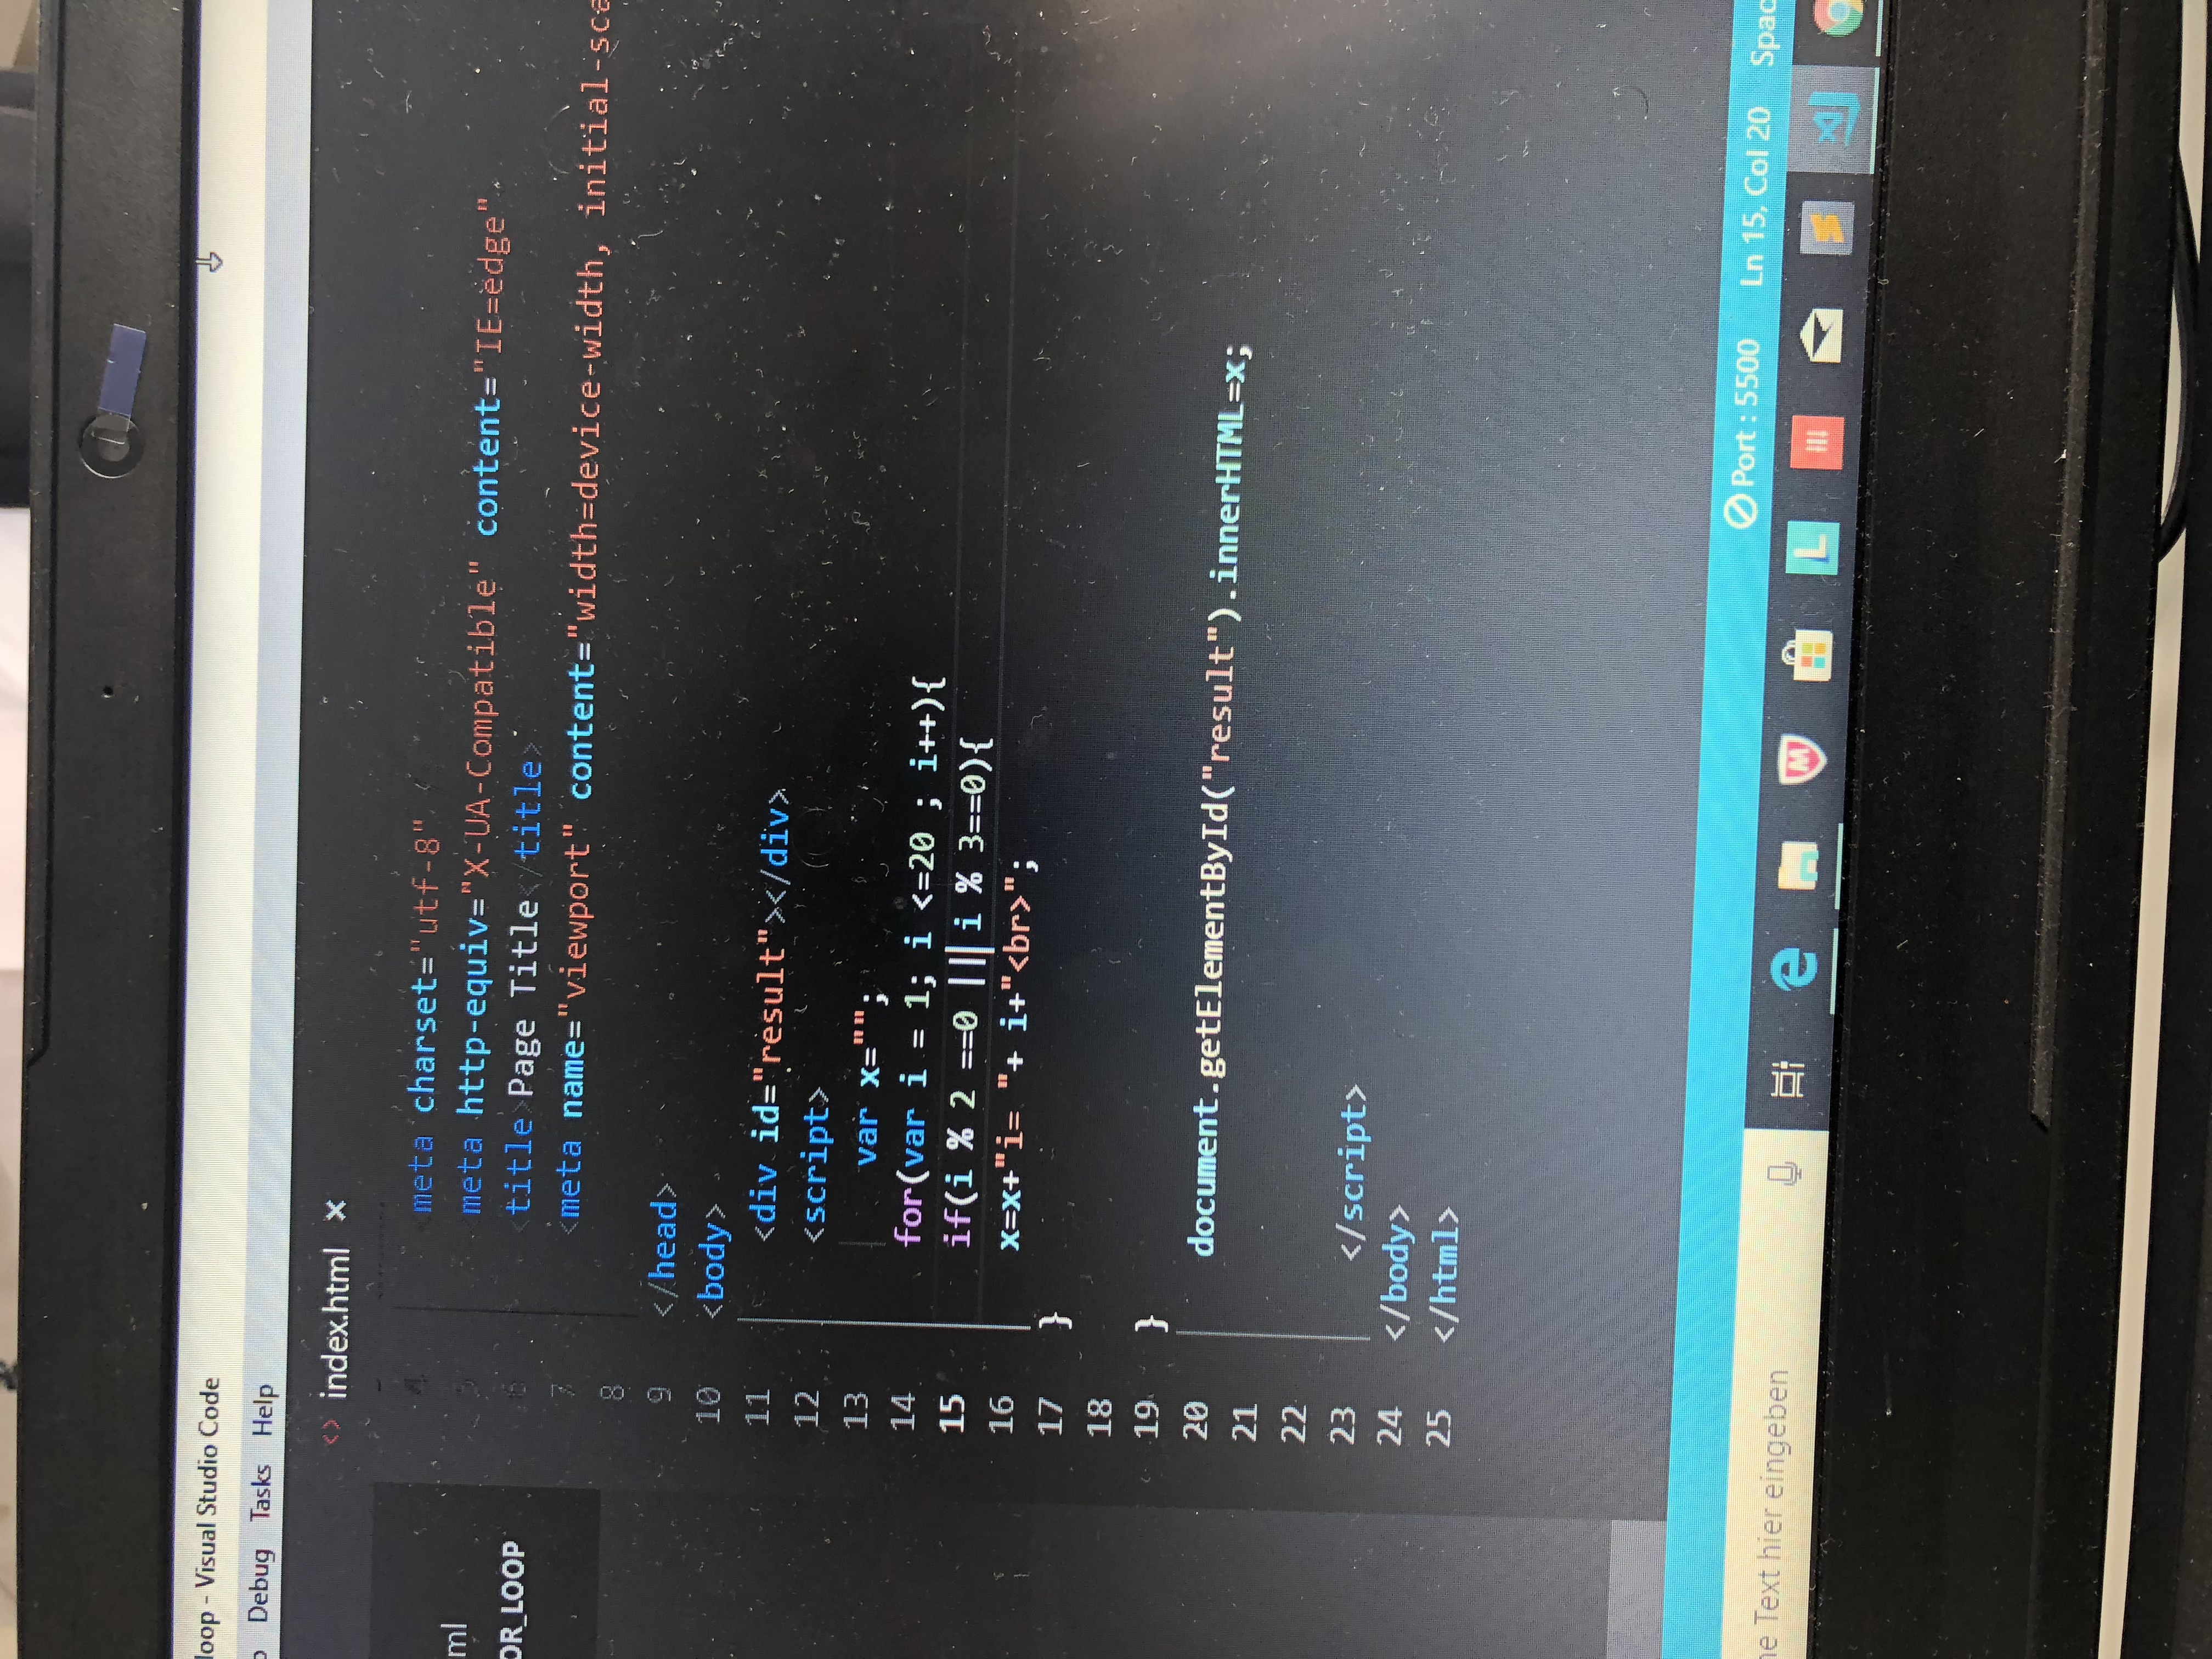 loop - Visual Studio Code
Debug Tasks Help
index.html
ml
OR_LOOP
4 meta charset="utf-8"
meta http-equiv="X-UA-Compatible" content="IE=edge"
6 title>Page Title</title>
7 <meta name="viewport" content="width=device-width, initial-sca
8
9 </head>
10 <body>
11 <div id="result"></div>
12 <script>
13 var x="";
14 for(var i = 1; i <=20 ; i++){
15 if(i % 2 ==0 || i % 3==0){
16 x=x+"i= "+ i+"<br>";
17 }
18
19 }
20 document.getElementById("result").innerHTML=x;
21
22
23 </script>
24 </body>
25 </html>
Port : 5500 Ln 15, Col 20 Spac
ne Text hier eingeben